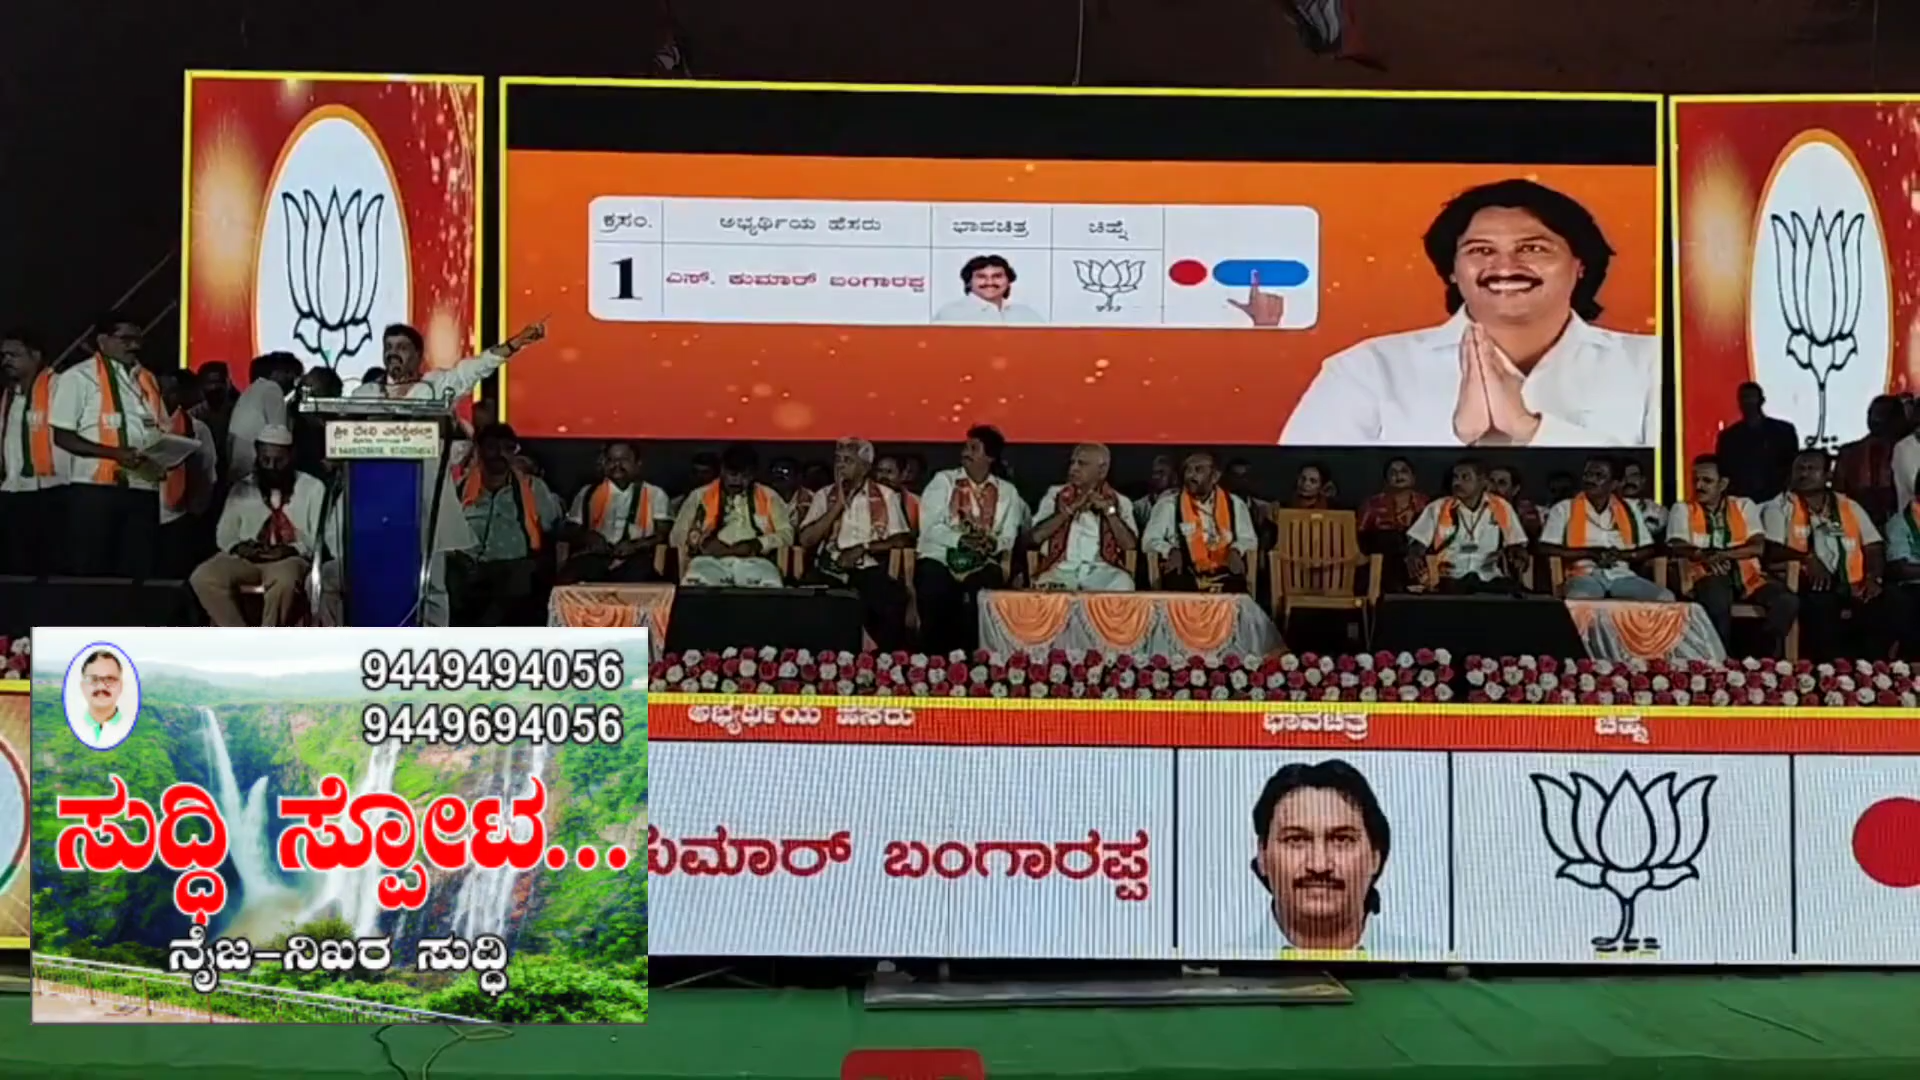 ಕ್ರಸಂ. ಅಭ್ಯರ್ಥಿಯ ಹೆಸರು ಭಾವಚಿತ್ರ ಚಿಹ್ನೆ
1 ಎಸ್. ಕುಮಾರ್ ಬಂಗಾರಪ್ಪ
ಶ್ರೀ ದೇವಿ
9449494056
9449694056
ಸುದ್ದಿ ಸ್ಪೋಟ...
ನೈಜ-ನಿಖರ ಸುದ್ದಿ
ಅಭ್ಯರ್ಥಿಯ ಹೆಸರು ಭಾವಚಿತ್ರ ಚಿಹ್ನೆ
ಕುಮಾರ್ ಬಂಗಾರಪ್ಪ